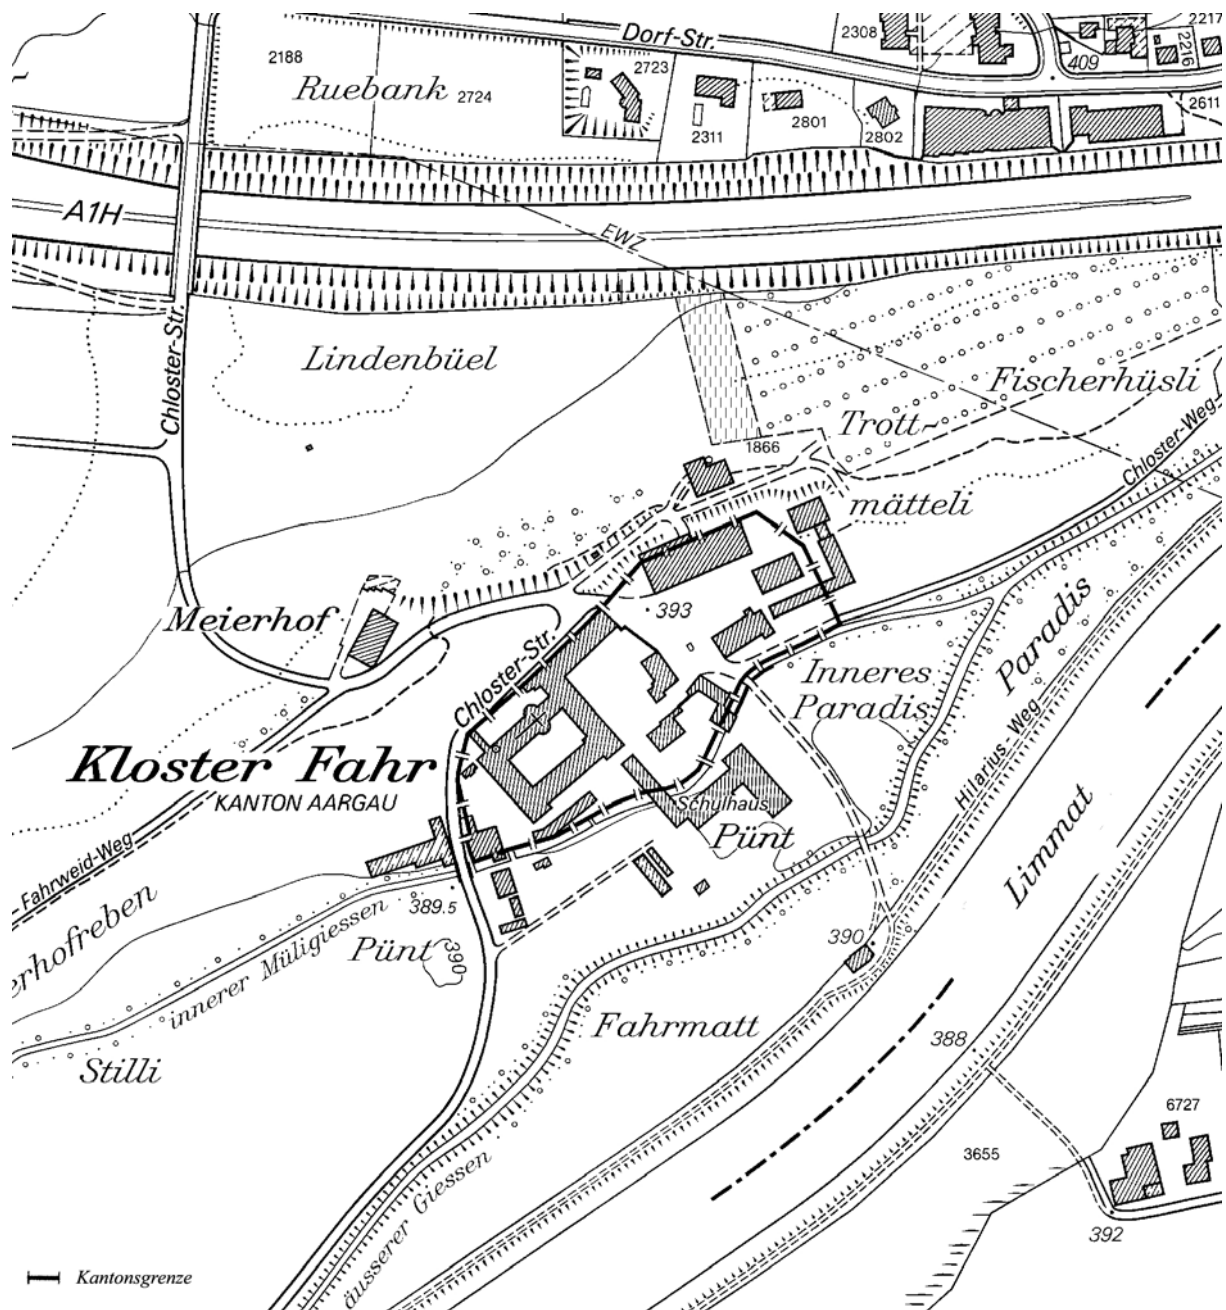 Dorf-Str.
2308
2217
409
2216
2188
2723
Ruebank
2724
2611
2311
2801
2802
A1H
EWZ
Chloster-Str.
Lindenbüel
Fischerhüsli
Trott~
Chloster-Weg
1866
mätteli
Meierhof
393
Paradis
Chloster-Str.
Inneres
Paradis
Kloster Fahr
KANTON AARGAU
Hilarius-Weg
Schulhaus
Pünt
Limmat
Fahrweid-Weg
erhofreben
389.5
Pünt
390
390
innerer Müligiessen
Fahrmatt
388
Stilli
6727
3655
392
äusserer Giessen
Kantonsgrenze